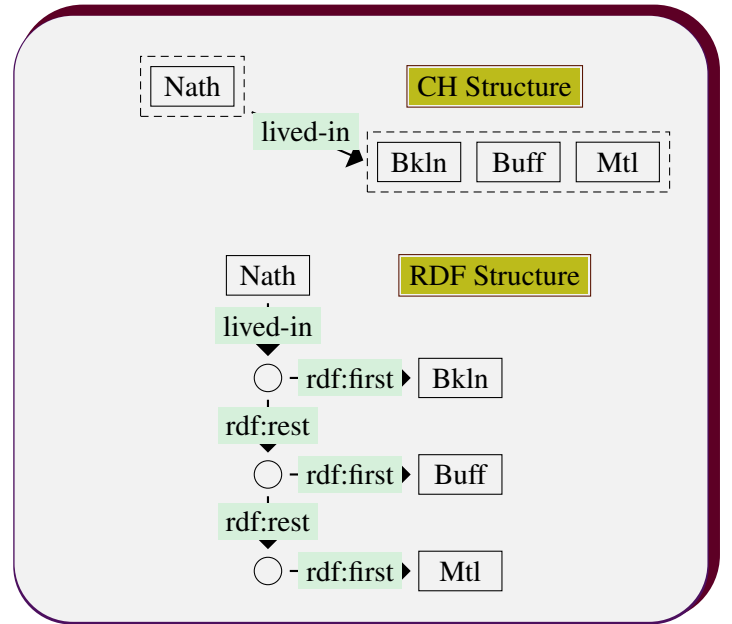 Nath
CH Structure
lived-in
Bkln Buff Mtl
Nath
RDF Structure
lived-in
rdf:first Bkln
rdf:rest
rdf:first Buff
rdf:rest
rdf:first Mtl